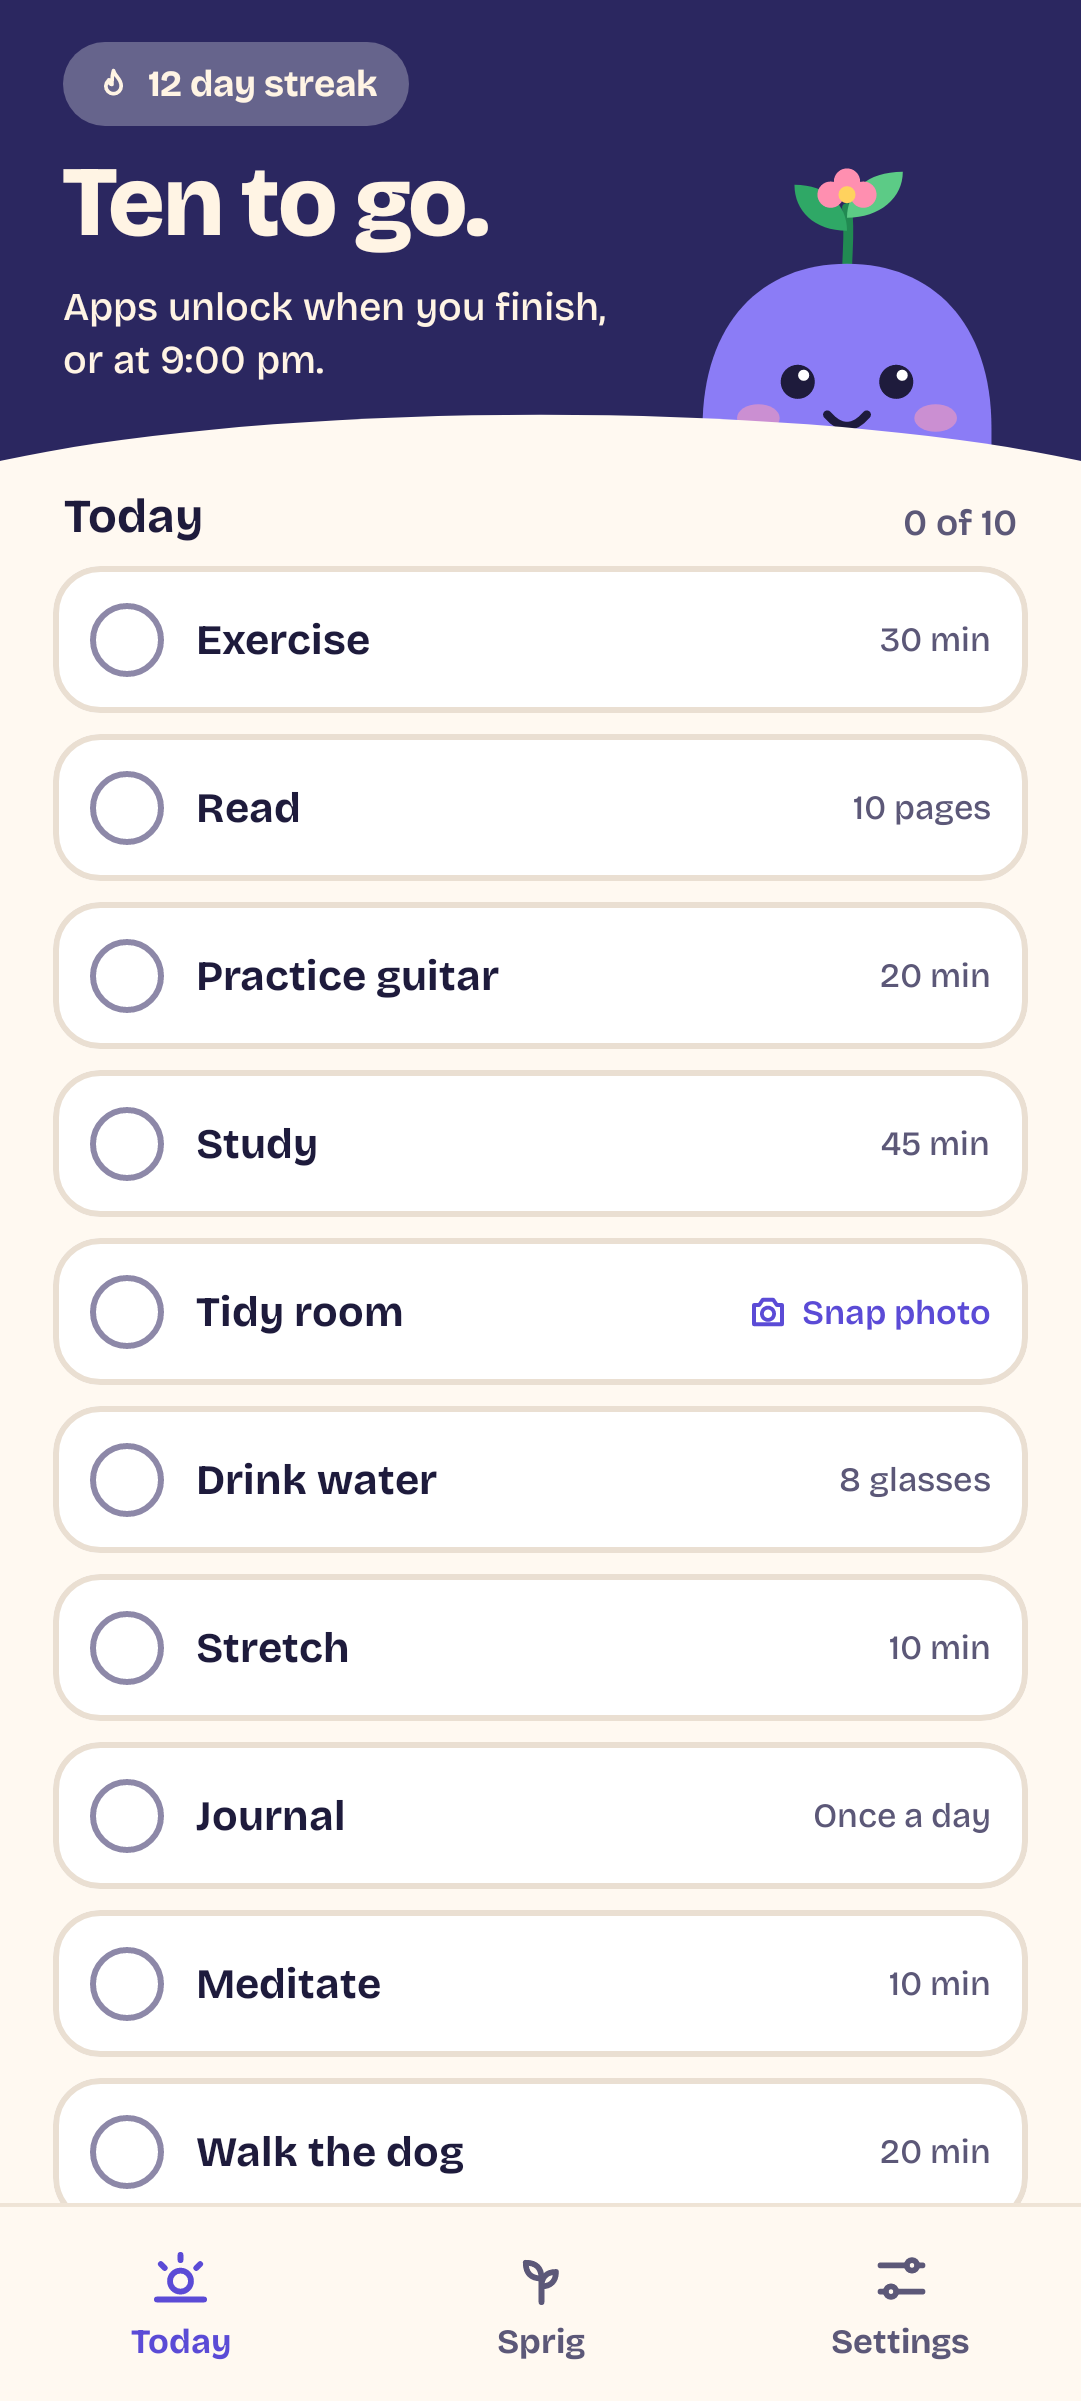 12 day streak
Ten to go.
Apps unlock when you finish,
or at 9:00 pm.
Today
0 of 10
Exercise
30 min
Read
10 pages
Practice guitar
20 min
Study
45 min
Tidy room
Snap photo
Drink water
8 glasses
Stretch
10 min
Journal
Once a day
Meditate
10 min
Walk the dog
20 min
Today
Sprig
Settings